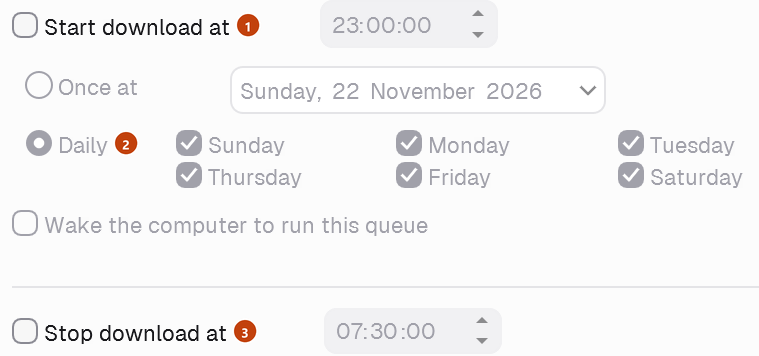 Start download at 1 23:00:00
Once at Sunday, 22 November 2026
Daily 2 Sunday Monday Tuesday
Thursday Friday Saturday
Wake the computer to run this queue
Stop download at 3 07:30:00